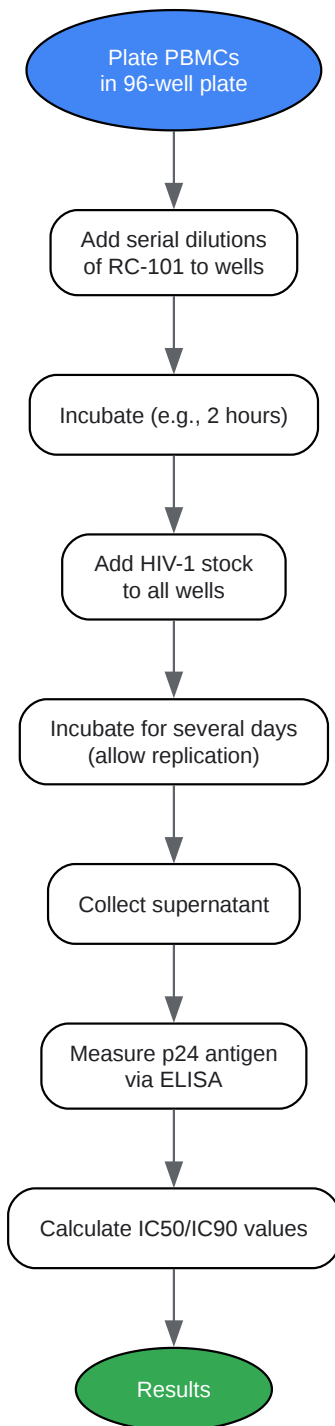 Plate PBMCs
in 96-well plate
Add serial dilutions
of RC-101 to wells
Incubate (e.g., 2 hours)
Add HIV-1 stock
to all wells
Incubate for several days
(allow replication)
Collect supernatant
Measure p24 antigen
via ELISA
Calculate IC50/IC90 values
Results